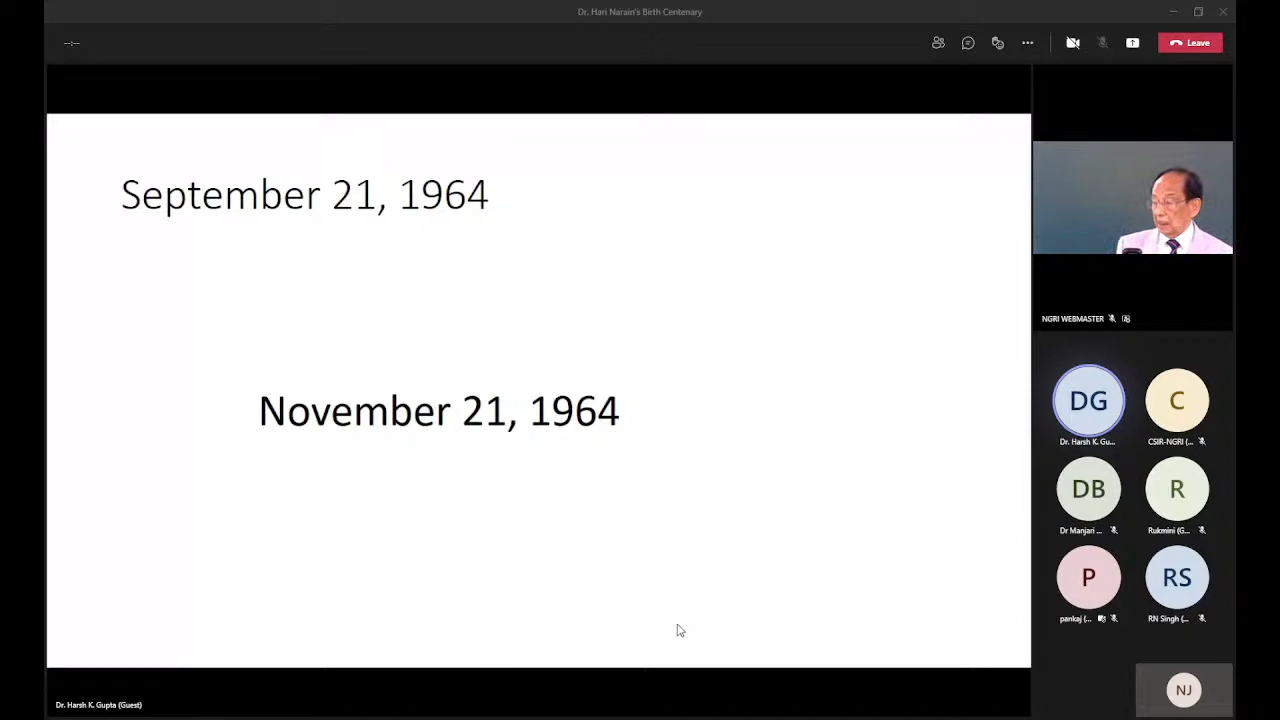 Dr. Hari Narain's Birth Centenary
Leave
September 21, 1964
November 21, 1964
NGRI WEBMASTER
DG
C
Dr. Harsh K. Gu...
CSIR-NGRI (...
DB
R
Dr Manjari ...
Rukmini (G...
P
RS
pankaj (...
RN Singh (...
NJ
Dr. Harsh K. Gupta (Guest)